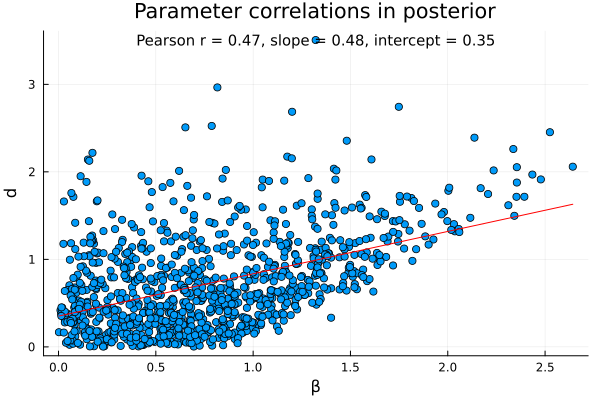 Parameter correlations in posterior
Pearson r = 0.47, slope = 0.48, intercept = 0.35
3
2
1
0
d
0.0 0.5 1.0 1.5 2.0 2.5
β